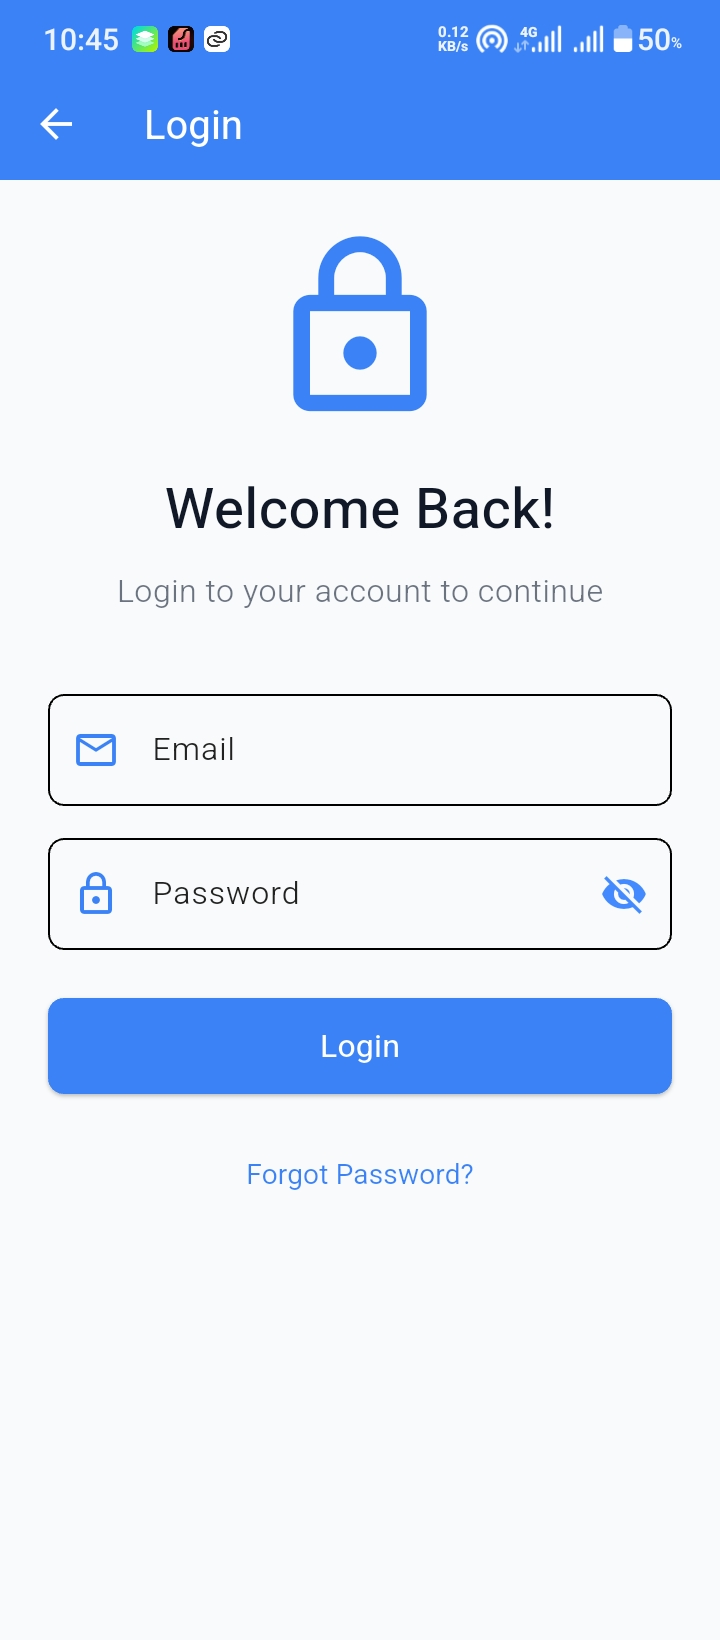 10:45
0.12
KB/s
4G
50%
Login
Welcome Back!
Login to your account to continue
Email
Password
Login
Forgot Password?